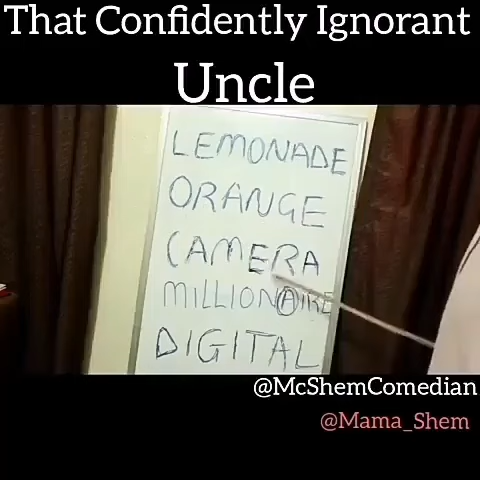 That Confidently Ignorant
Uncle
LEMONADE
ORANGE
CAMERA
MILLIONAIRE
DIGITAL
@McShemComedian
@Mama_Shem